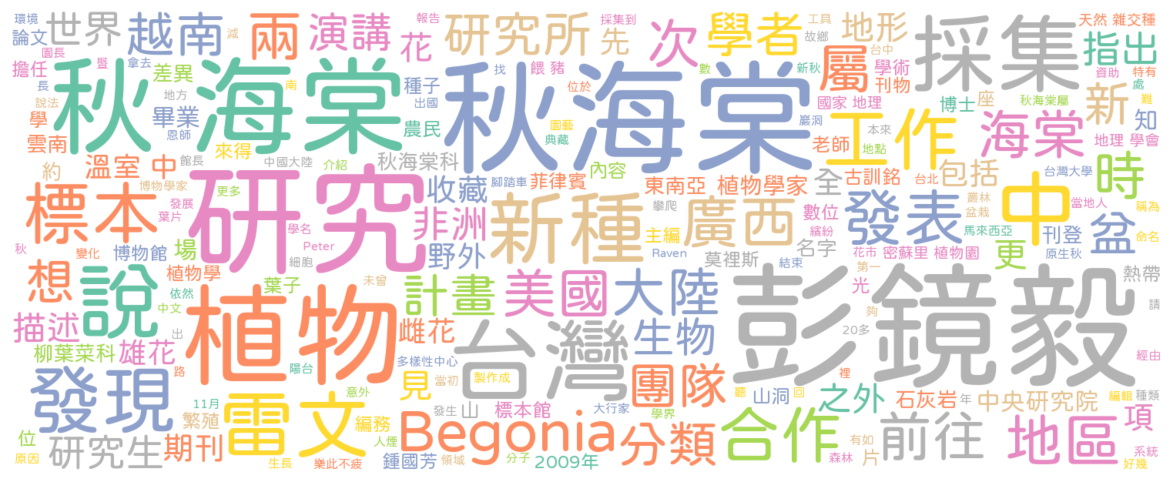 環境 世界 越南 兩 演講 花 採集到 研究所 先 次 工具 學者 故鄉 地形 採集 天然 雜交種
論文 報告 指出
園長 減 台中
擔任 暨 拿去 差異 種子 餵 豬 找 數 新秋 屬 學術 資助 特有
長 地方 出國 位於 刊物 處
秋海棠 秋海棠 國家 地理 博士 座 秋海棠屬 難
說法 南 巖洞 新 知
學 畢業 恩師 農民 園藝 典藏 老師 工作 本來 地點 海棠 地理 學會
雲南 來得 中國大陸 介紹 秋海棠科 內容
約 溫室 中 館長 腳踏車 菲律賓 東南亞 植物學家 全 古訓銘 台北 包括 台灣大學 時
標本 博物學家 更多 收藏 攀爬 叢林 當地人 稱為
研究 非洲 新種 廣西 數位 發表 盆栽 中 盆
發展 葉片 學名 主編 繽紛 馬來西亞 刊登 命名
秋 變化 博物館 場 Peter 野外 Raven 名字 花市 密蘇里 植物園 更 原生秋
細胞 莫裡斯 結束 第一
想 說 植物學 葉子 未曾 計畫 美國 大陸 光 彭鏡毅 熱帶
依然 中文 植物 台灣 夠 請
描述 出 雌花 生物 20多
柳葉菜科 雄花 陽台 多樣性中心 裡 經由
路 見 當初 製作成 團隊 聽 山洞 回 之外 石灰岩 年 中央研究院 編輯 種類
發現 11月 雷文 意外 項
繁殖 編務 發生 山 標本館 大行家 學界
位 研究生 期刊 人煙 Begonia 分類 合作 有如 前往 地區 系統
原因 生長 樂此不疲 鍾國芳 領域 分子 2009年 森林 片 好幾